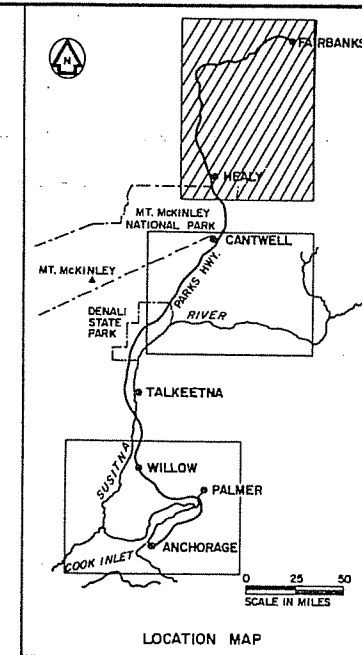 N
FAIRBANKS
HEALY
MT. McKINLEY
NATIONAL PARK
CANTWELL
MT. McKINLEY
PARKS HWY.
DENALI
STATE
PARK
RIVER
TALKEETNA
SUSITNA
WILLOW
PALMER
ANCHORAGE
COOK INLET
0 25 50
SCALE IN MILES
LOCATION MAP